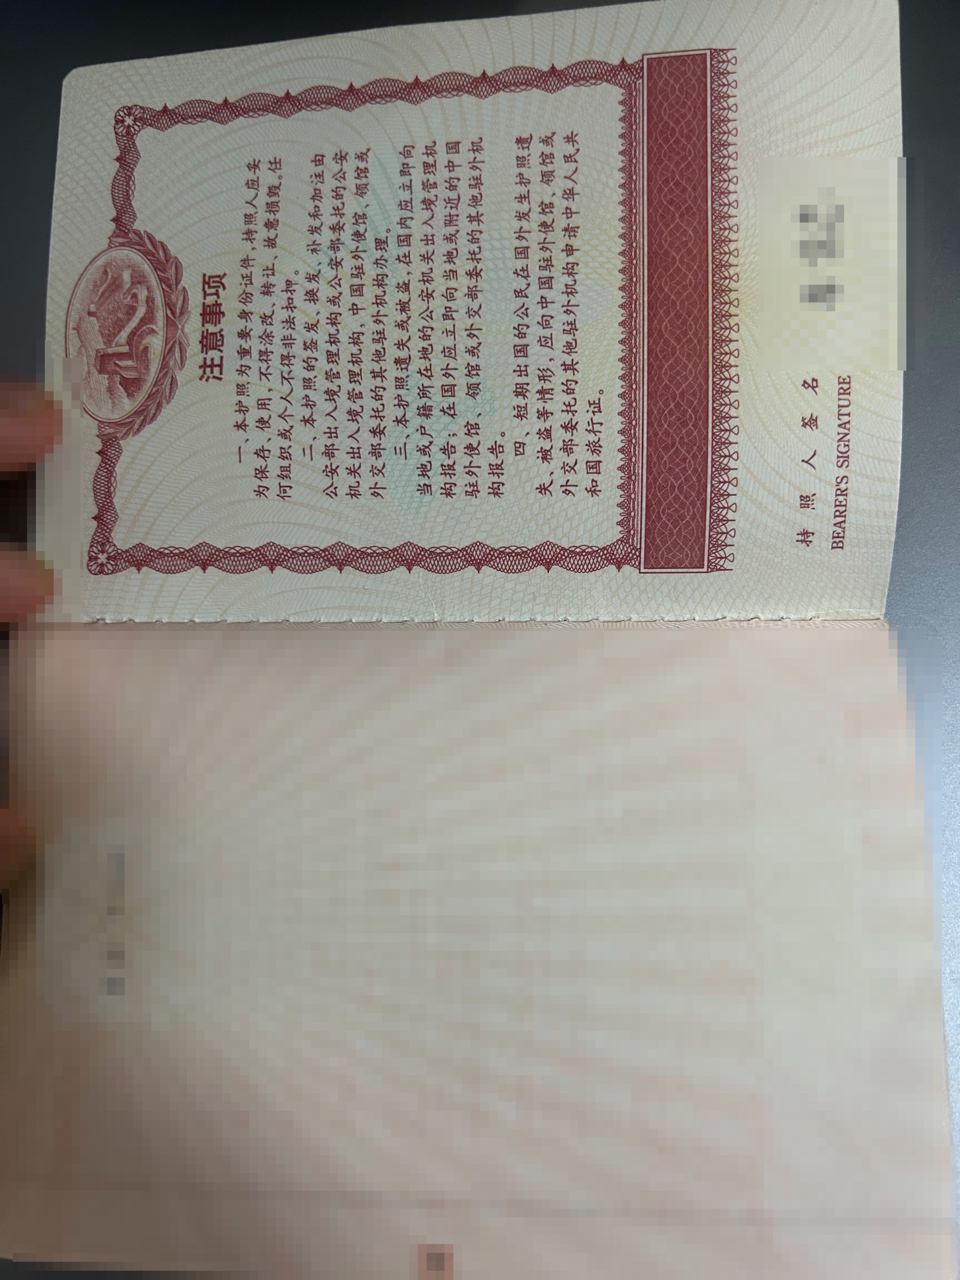 注意事项
一、本护照为重要身份证件,持照人应妥
为保存、使用,不得涂改、转让、故意损毁。任
何组织或个人不得非法扣押。
二、本护照的签发、换发、补发和加注由
公安部出入境管理机构或公安部委托的公安
机关出入境管理机构,中国驻外使馆、领馆或
外交部委托的其他驻外机构办理。
三、本护照遗失或被盗,在国内应立即向
当地或户籍所在地的公安机关出入境管理机
构报告；在国外应立即向当地或附近的中国
驻外使馆、领馆或外交部委托的其他驻外机
构报告。
四、短期出国的公民,在国外发生护照遗
失、被盗等情形,应向中国驻外使馆、领馆或
外交部委托的其他驻外机构申请中华人民共
和国旅行证。
持照人签名
BEARER'S SIGNATURE